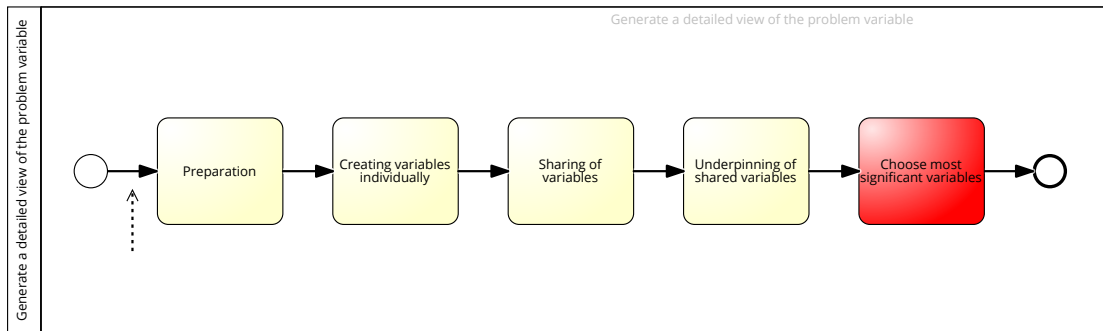 Generate a detailed view of the problem variable
Generate a detailed view of the problem variable
Preparation
Creating variables
individually
Sharing of
variables
Underpinning of
shared variables
Choose most
significant variables